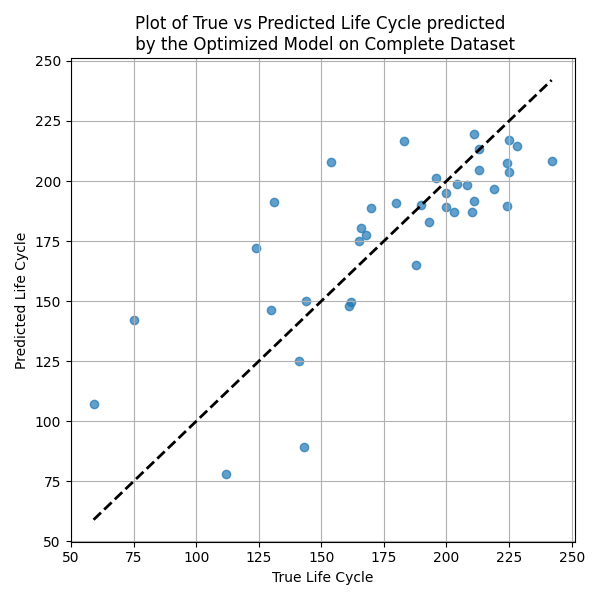 Plot of True vs Predicted Life Cycle predicted
by the Optimized Model on Complete Dataset
250
225
200
175
150
125
100
75
50
Predicted Life Cycle
50 75 100 125 150 175 200 225 250
True Life Cycle